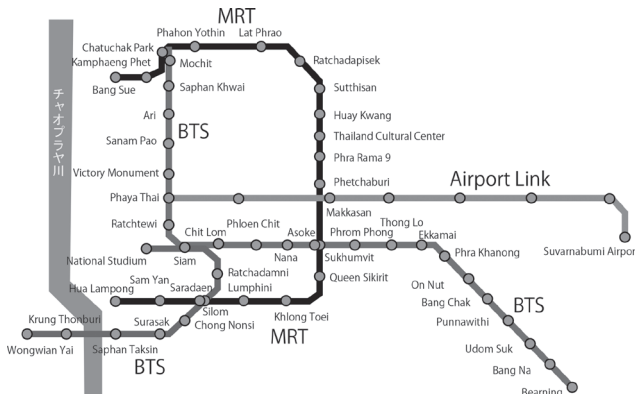 MRT
Phahon Yothin
Lat Phrao
Chatuchak Park
Kamphaeng Phet
Mochit
Ratchadapisek
Bang Sue
Saphan Khwai
Sutthisan
チャオプラヤ川
Ari
Huay Kwang
BTS
Thailand Cultural Center
Sanam Pao
Phra Rama 9
Victory Monument
Phetchaburi
Airport Link
Phaya Thai
Makkasan
Ratchtewi
Phloen Chit
Thong Lo
Chit Lom
Asoke
Phrom Phong
Ekkamai
Suvarnabumi Airpor
National Studium
Siam
Nana
Sukhumvit
Phra Khanong
Ratchadamni
Sam Yan
Queen Sikirit
Hua Lampong
Saradaen
Lumphini
On Nut
Silom
Bang Chak
BTS
Krung Thonburi
Surasak
Chong Nonsi
Khlong Toei
Punnawithi
MRT
Wongwian Yai
Saphan Taksin
Udom Suk
BTS
Bang Na
Bearning